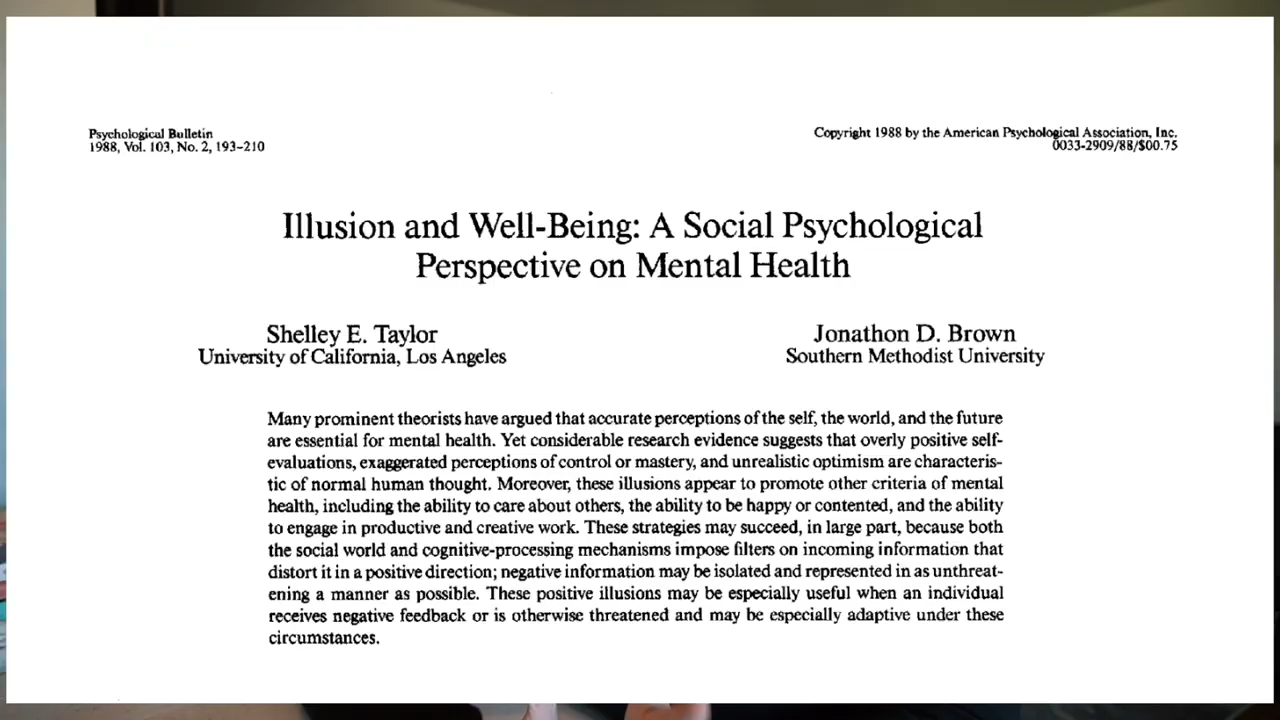 Psychological Bulletin
1988, Vol. 103, No. 2, 193-210
Copyright 1988 by the American Psychological Association, Inc.
0033-2909/88/$00.75
Illusion and Well-Being: A Social Psychological
Perspective on Mental Health
Shelley E. Taylor
University of California, Los Angeles
Jonathon D. Brown
Southern Methodist University
Many prominent theorists have argued that accurate perceptions of the self, the world, and the future
are essential for mental health. Yet considerable research evidence suggests that overly positive self-
evaluations, exaggerated perceptions of control or mastery, and unrealistic optimism are characteris-
tic of normal human thought. Moreover, these illusions appear to promote other criteria of mental
health, including the ability to care about others, the ability to be happy or contented, and the ability
to engage in productive and creative work. These strategies may succeed, in large part, because both
the social world and cognitive-processing mechanisms impose filters on incoming information that
distort it in a positive direction; negative information may be isolated and represented in as unthreat-
ening a manner as possible. These positive illusions may be especially useful when an individual
receives negative feedback or is otherwise threatened and may be especially adaptive under these
circumstances.